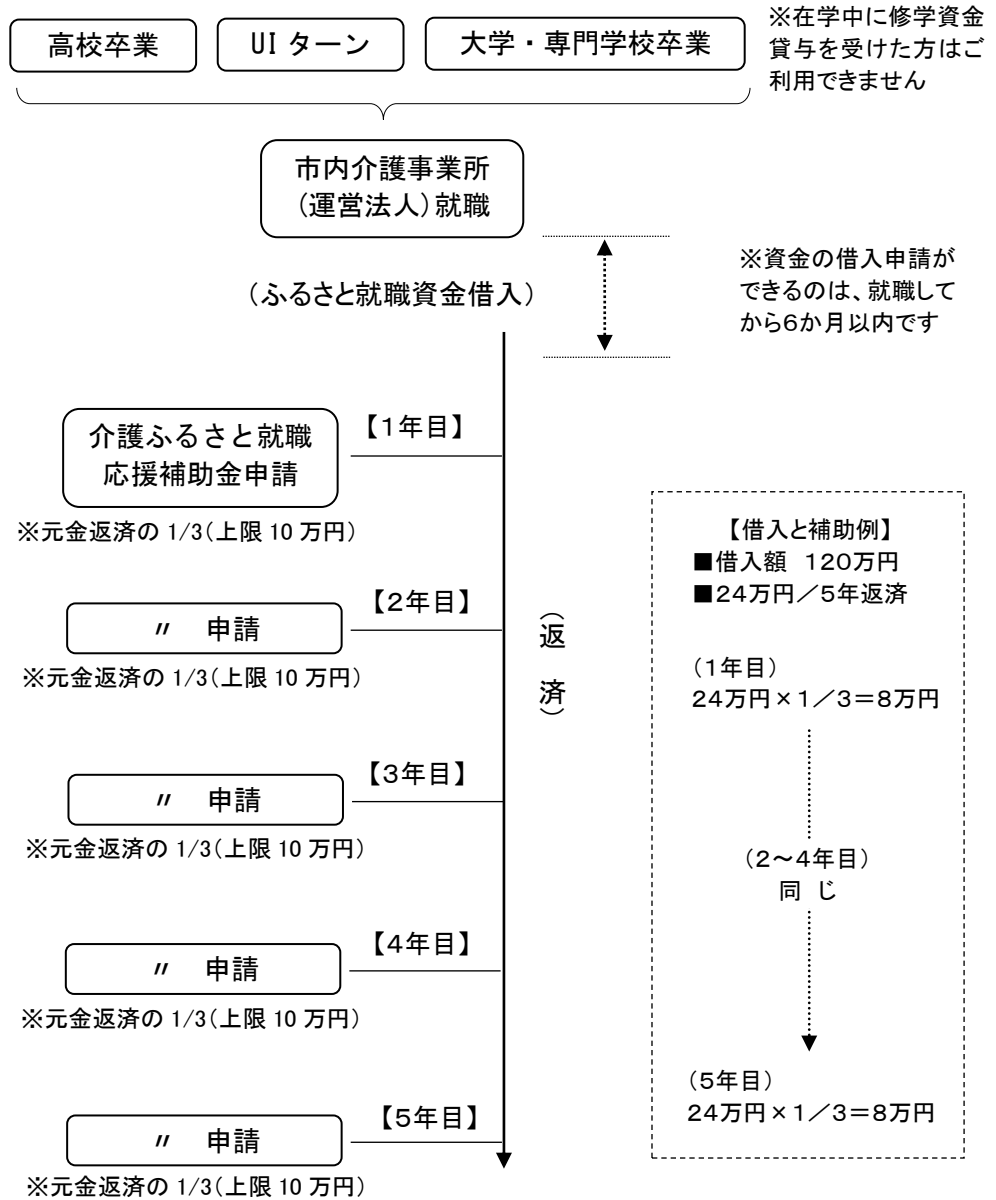 高校卒業
UI ターン
大学・専門学校卒業
※在学中に修学資金
貸与を受けた方はご
利用できません
市内介護事業所
(運営法人)就職
(ふるさと就職資金借入)
※資金の借入申請が
できるのは、就職して
から6か月以内です
【1年目】
介護ふるさと就職
応援補助金申請
※元金返済の 1/3(上限 10 万円)
【2年目】
〃 申請
※元金返済の 1/3(上限 10 万円)
【3年目】
〃 申請
※元金返済の 1/3(上限 10 万円)
【4年目】
〃 申請
※元金返済の 1/3(上限 10 万円)
【5年目】
〃 申請
※元金返済の 1/3(上限 10 万円)
(返 済)
【借入と補助例】
■借入額 120万円
■24万円/5年返済
(1年目)
24万円×1/3=8万円
(2~4年目)
同 じ
(5年目)
24万円×1/3=8万円